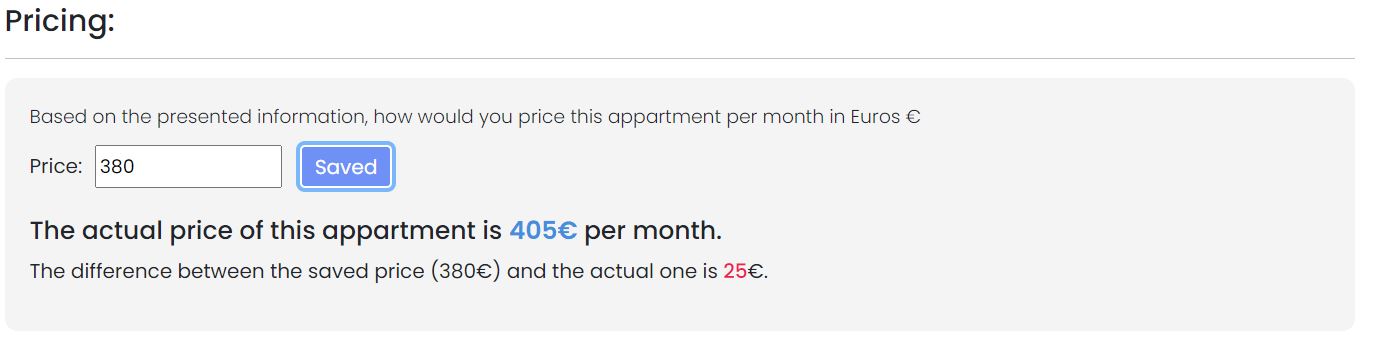 Pricing:
Based on the presented information, how would you price this appartment per month in Euros €
Price: 380 Saved
The actual price of this appartment is 405€ per month.
The difference between the saved price (380€) and the actual one is 25€.